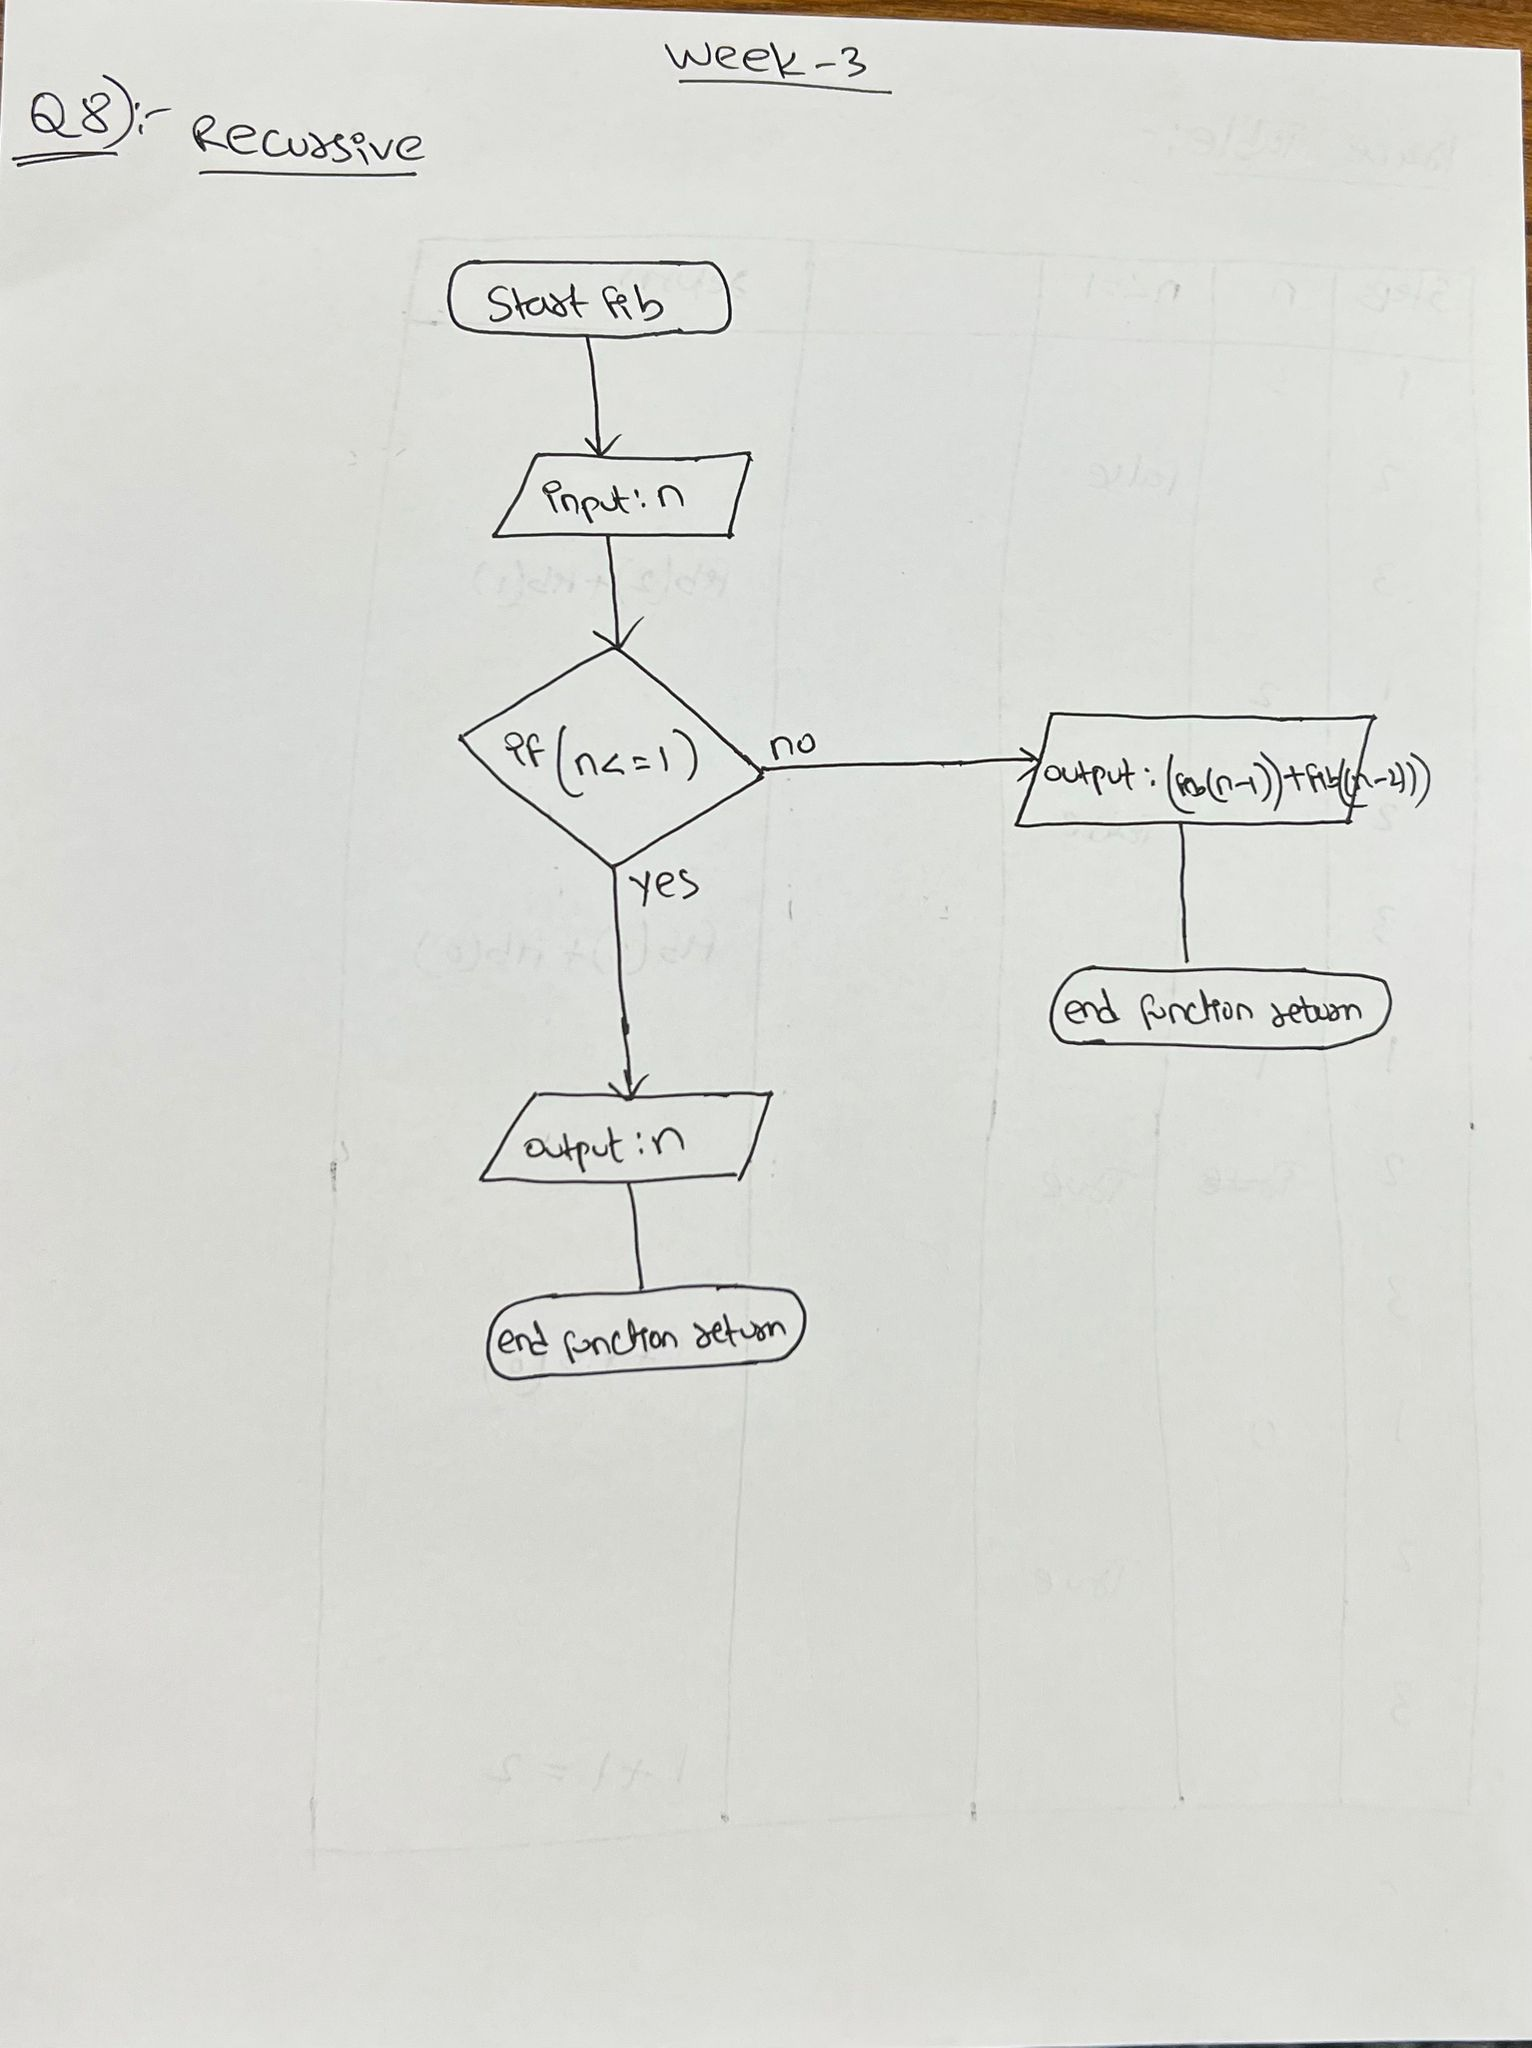 Week-3
Q8):- Recursive
Start fib
input: n
if (n<=1)
no
output: (fib(n-1))+fib((n-2))
yes
end function return
output: n
end function return